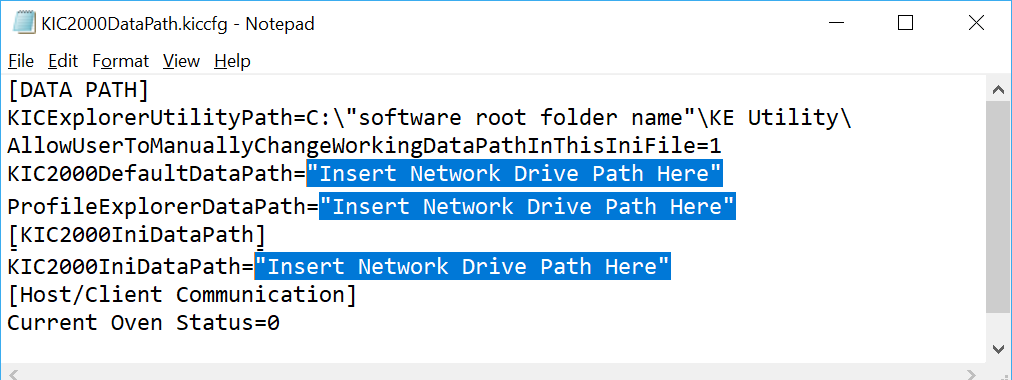 KIC2000DataPath.kiccfg - Notepad
File Edit Format View Help
[DATA PATH]
KICExplorerUtilityPath=C:\"software root folder name"\KE Utility\
AllowUserToManuallyChangeWorkingDataPathInThisIniFile=1
KIC2000DefaultDataPath="Insert Network Drive Path Here"
ProfileExplorerDataPath="Insert Network Drive Path Here"
[KIC2000IniDataPath]
KIC2000IniDataPath="Insert Network Drive Path Here"
[Host/Client Communication]
Current Oven Status=0